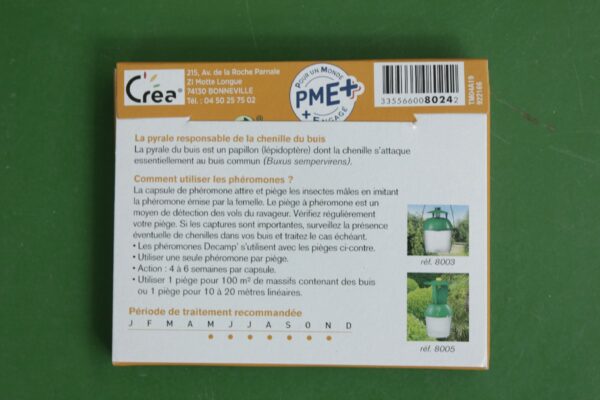 Créa®
215, Av. de la Roche Parnale
ZI Motte Longue
74130 BONNEVILLE
Tél : 04 50 25 75 02
POUR UN MONDE
PME+
+ ENGAGÉ
3355660080242
TM04A19
922166
La pyrale responsable de la chenille du buis
La pyrale du buis est un papillon (lépidoptère) dont la chenille s'attaque
essentiellement au buis commun (Buxus sempervirens).
Comment utiliser les phéromones ?
La capsule de phéromone attire et piège les insectes mâles en imitant
la phéromone émise par la femelle. Le piège à phéromone est un
moyen de détection des vols du ravageur. Vérifiez régulièrement
votre piège. Si les captures sont importantes, surveillez la présence
éventuelle de chenilles dans vos buis et traitez le cas échéant.
• Les phéromones Decamp' s'utilisent avec les pièges ci-contre.
• Utiliser une seule phéromone par piège.
• Action : 4 à 6 semaines par capsule.
• Utiliser 1 piège pour 100 m² de massifs contenant des buis
ou 1 piège pour 10 à 20 mètres linéaires.
réf. 8003
réf. 8005
Période de traitement recommandée
J F M A M J J A S O N D